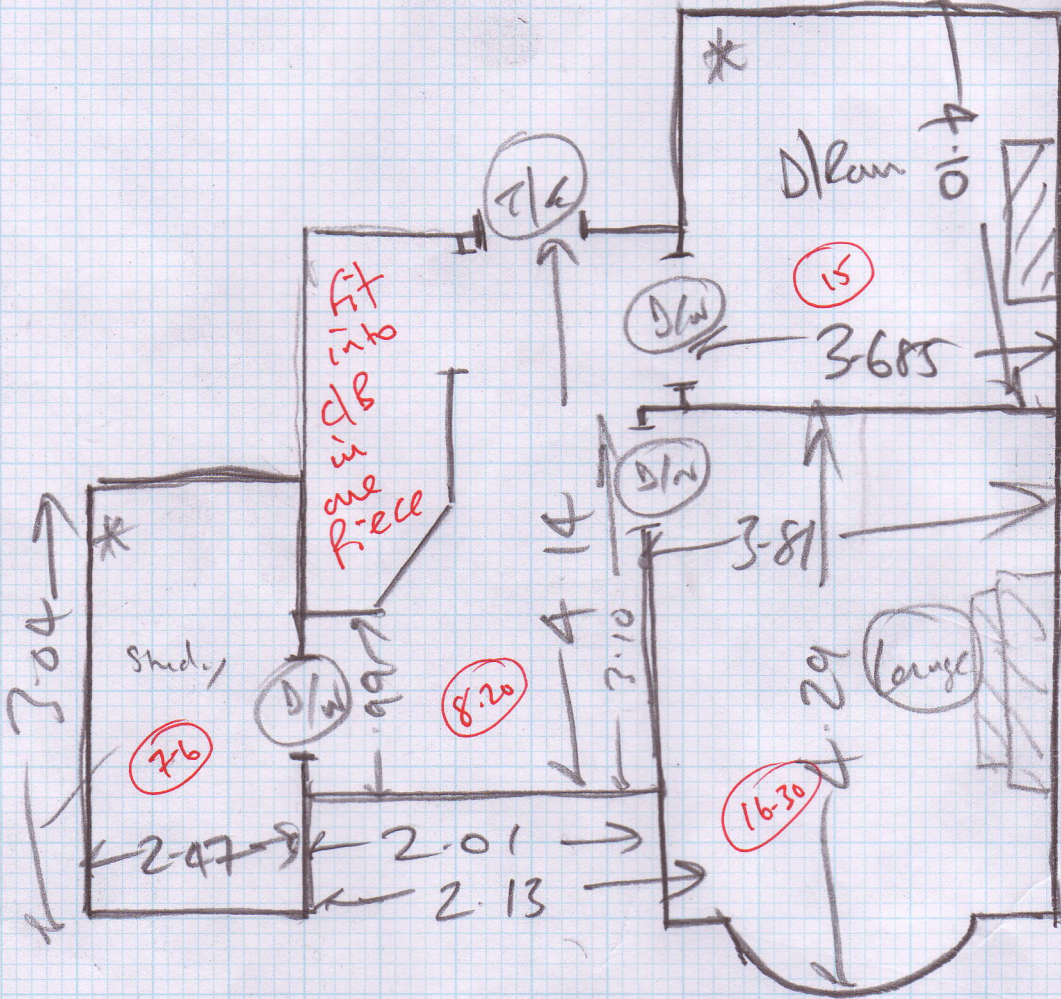 *
D/Room
4.10
T/K
15
D/W
3.685
fit
into
C/B
in
one
piece
D/W
3.81
*
3.04
Study
D/W
.99
8.20
4.14
3.10
4.29
Lounge
7.6
16.30
2.47
2.01
2.13